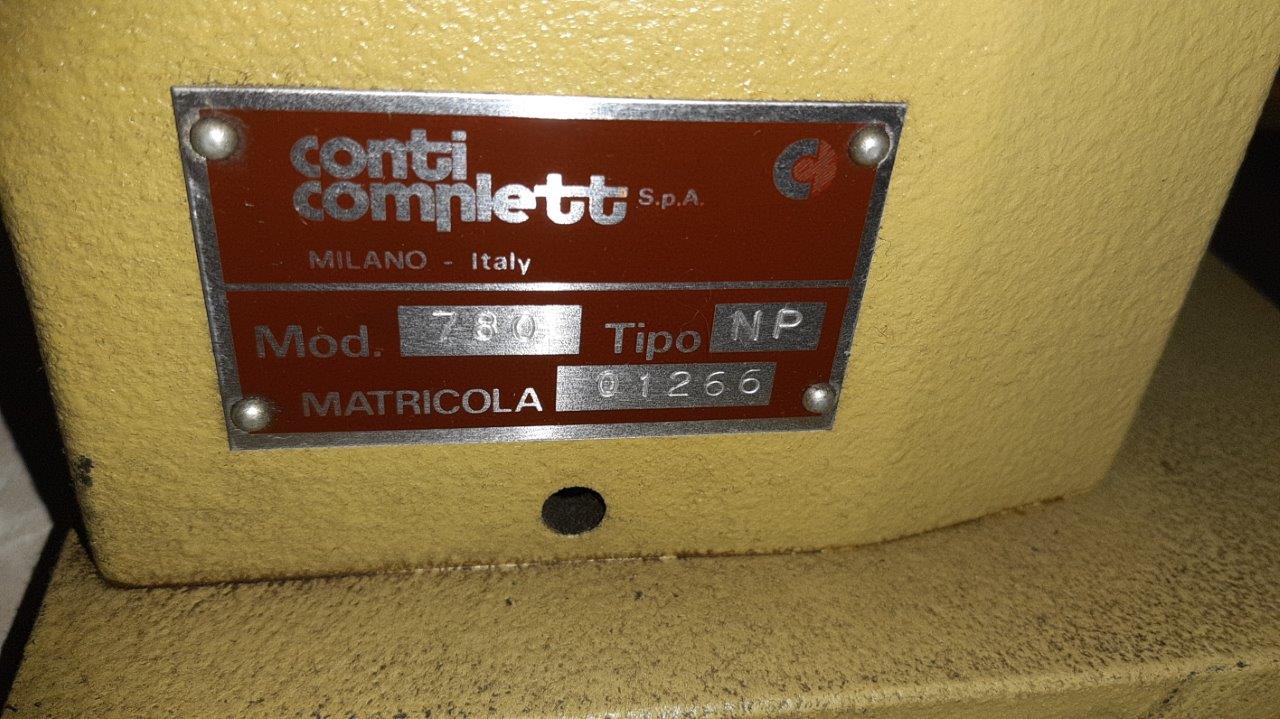 conti
complett S.p.A.
MILANO - Italy
Mod. 780 Tipo NP
MATRICOLA 01266